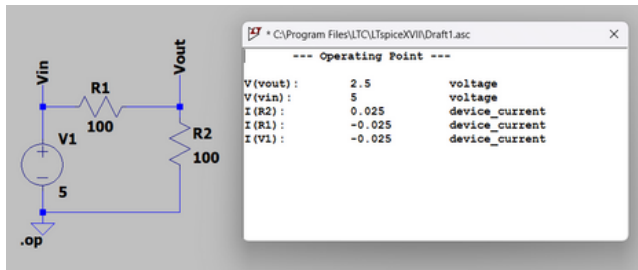 * C:\Program Files\LTC\LTspiceXVII\Draft1.asc
--- Operating Point ---
V(vout): 2.5 voltage
V(vin): 5 voltage
I(R2): 0.025 device_current
I(R1): -0.025 device_current
I(V1): -0.025 device_current
Vin
Vout
R1
100
V1
5
R2
100
.op